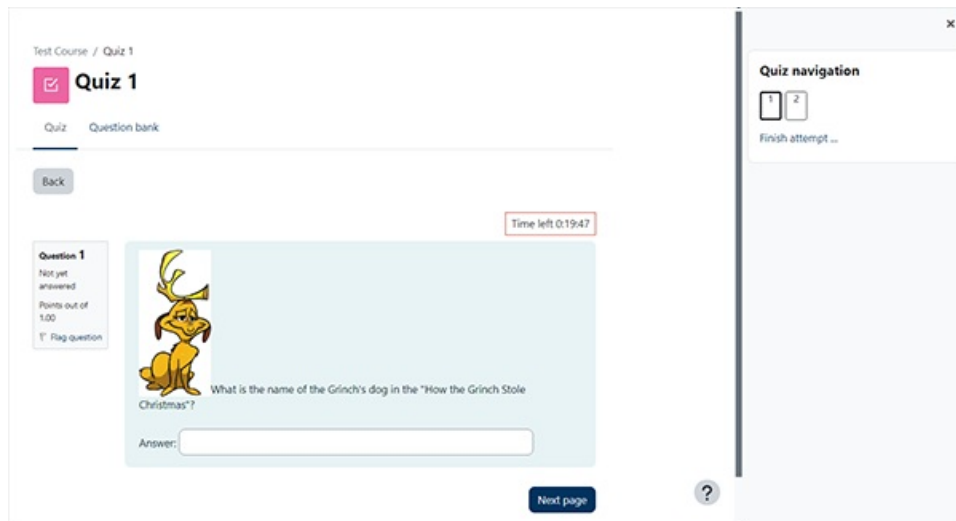 Test Course / Quiz 1
Quiz 1
Quiz
Question bank
Back
Time left 0:19:47
Question 1
Not yet
answered
Points out of
1.00
Flag question
What is the name of the Grinch's dog in the "How the Grinch Stole
Christmas"?
Answer:
Next page
?
×
Quiz navigation
1
2
Finish attempt ...